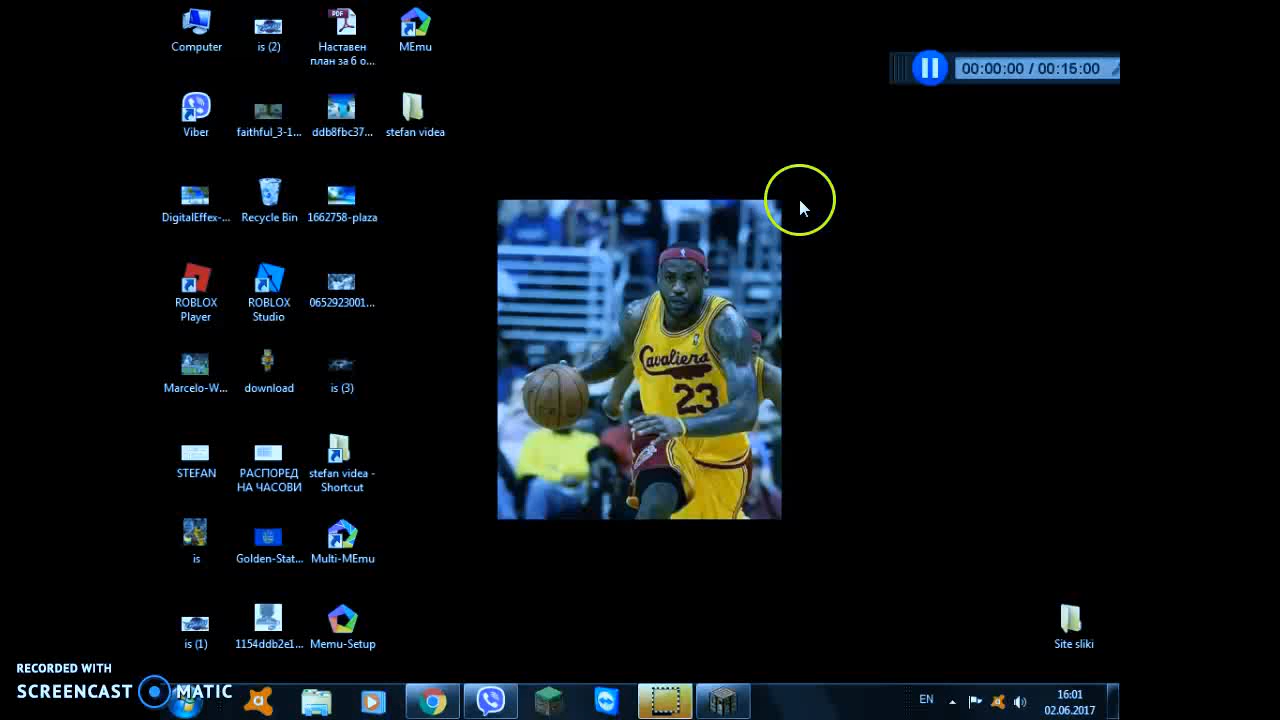 Computer
is (2)
Наставен
план за 6 о...
MEmu
00:00:00 / 00:15:00
Viber
faithful_3-1...
ddb8fbc37...
stefan videa
DigitalEffex-...
Recycle Bin
1662758-plaza
ROBLOX
Player
ROBLOX
Studio
0652923001...
Cavaliers
23
Marcelo-W...
download
is (3)
STEFAN
РАСПОРЕД
НА ЧАСОВИ
stefan videa -
Shortcut
is
Golden-Stat...
Multi-MEmu
is (1)
1154ddb2e1...
Memu-Setup
Site sliki
RECORDED WITH
SCREENCAST MATIC
EN
16:01
02.06.2017